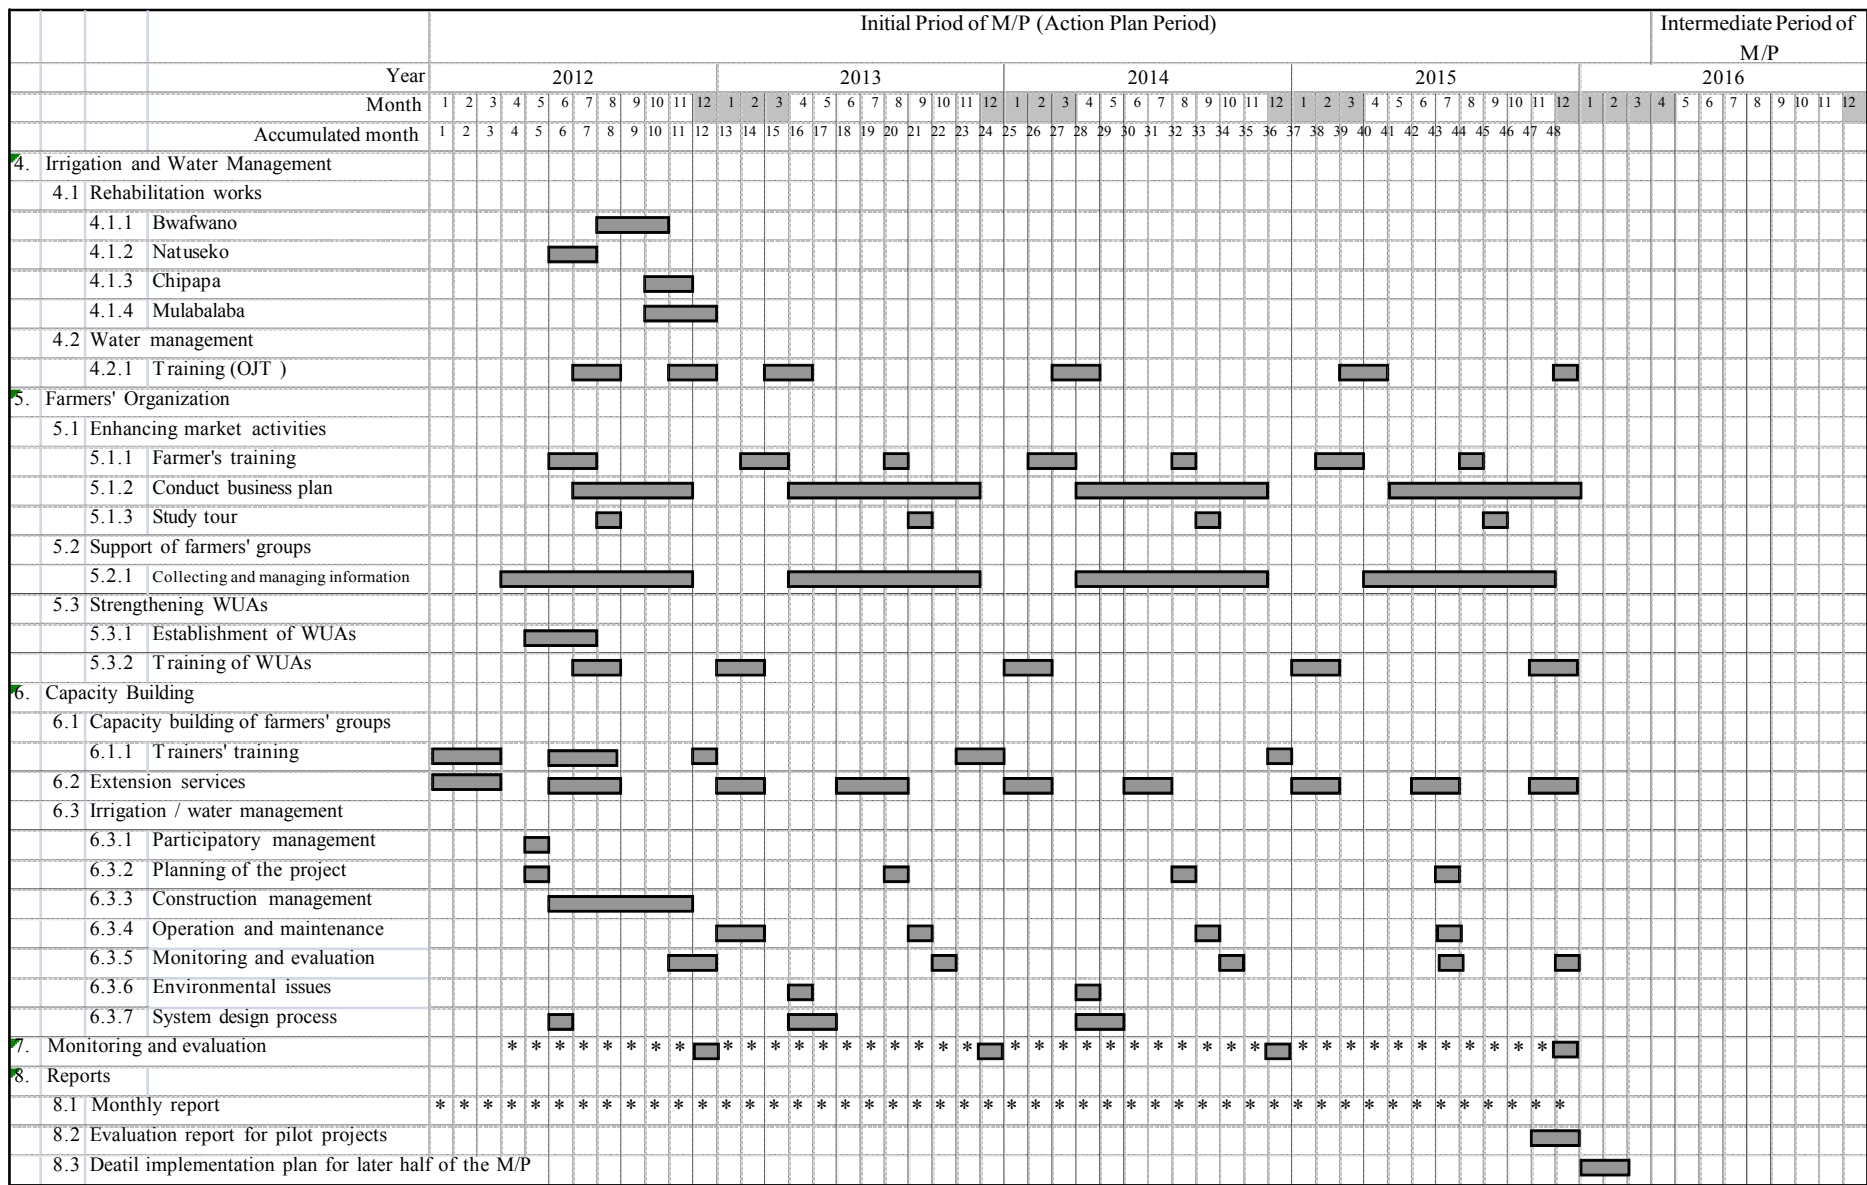 Initial Priod of M/P (Action Plan Period) Intermediate Period of
M/P
Year 2012 2013 2014 2015 2016
Month 1 2 3 4 5 6 7 8 9 10 11 12 1 2 3 4 5 6 7 8 9 10 11 12 1 2 3 4 5 6 7 8 9 10 11 12 1 2 3 4 5 6 7 8 9 10 11 12 1 2 3 4 5 6 7 8 9 10 11 12
Accumulated month 1 2 3 4 5 6 7 8 9 10 11 12 13 14 15 16 17 18 19 20 21 22 23 24 25 26 27 28 29 30 31 32 33 34 35 36 37 38 39 40 41 42 43 44 45 46 47 48
4. Irrigation and Water Management
4.1 Rehabilitation works
4.1.1 Bwafwano
4.1.2 Natuseko
4.1.3 Chipapa
4.1.4 Mulabalaba
4.2 Water management
4.2.1 Training (OJT )
5. Farmers' Organization
5.1 Enhancing market activities
5.1.1 Farmer's training
5.1.2 Conduct business plan
5.1.3 Study tour
5.2 Support of farmers' groups
5.2.1 Collecting and managing information
5.3 Strengthening WUAs
5.3.1 Establishment of WUAs
5.3.2 Training of WUAs
6. Capacity Building
6.1 Capacity building of farmers' groups
6.1.1 Trainers' training
6.2 Extension services
6.3 Irrigation / water management
6.3.1 Participatory management
6.3.2 Planning of the project
6.3.3 Construction management
6.3.4 Operation and maintenance
6.3.5 Monitoring and evaluation
6.3.6 Environmental issues
6.3.7 System design process
7. Monitoring and evaluation * * * * * * * * * * * * * * * * * * * * * * * * * * * * * * * * * * * * * * * * *
8. Reports
8.1 Monthly report * * * * * * * * * * * * * * * * * * * * * * * * * * * * * * * * * * * * * * * * * * * * * * * *
8.2 Evaluation report for pilot projects
8.3 Deatil implementation plan for later half of the M/P